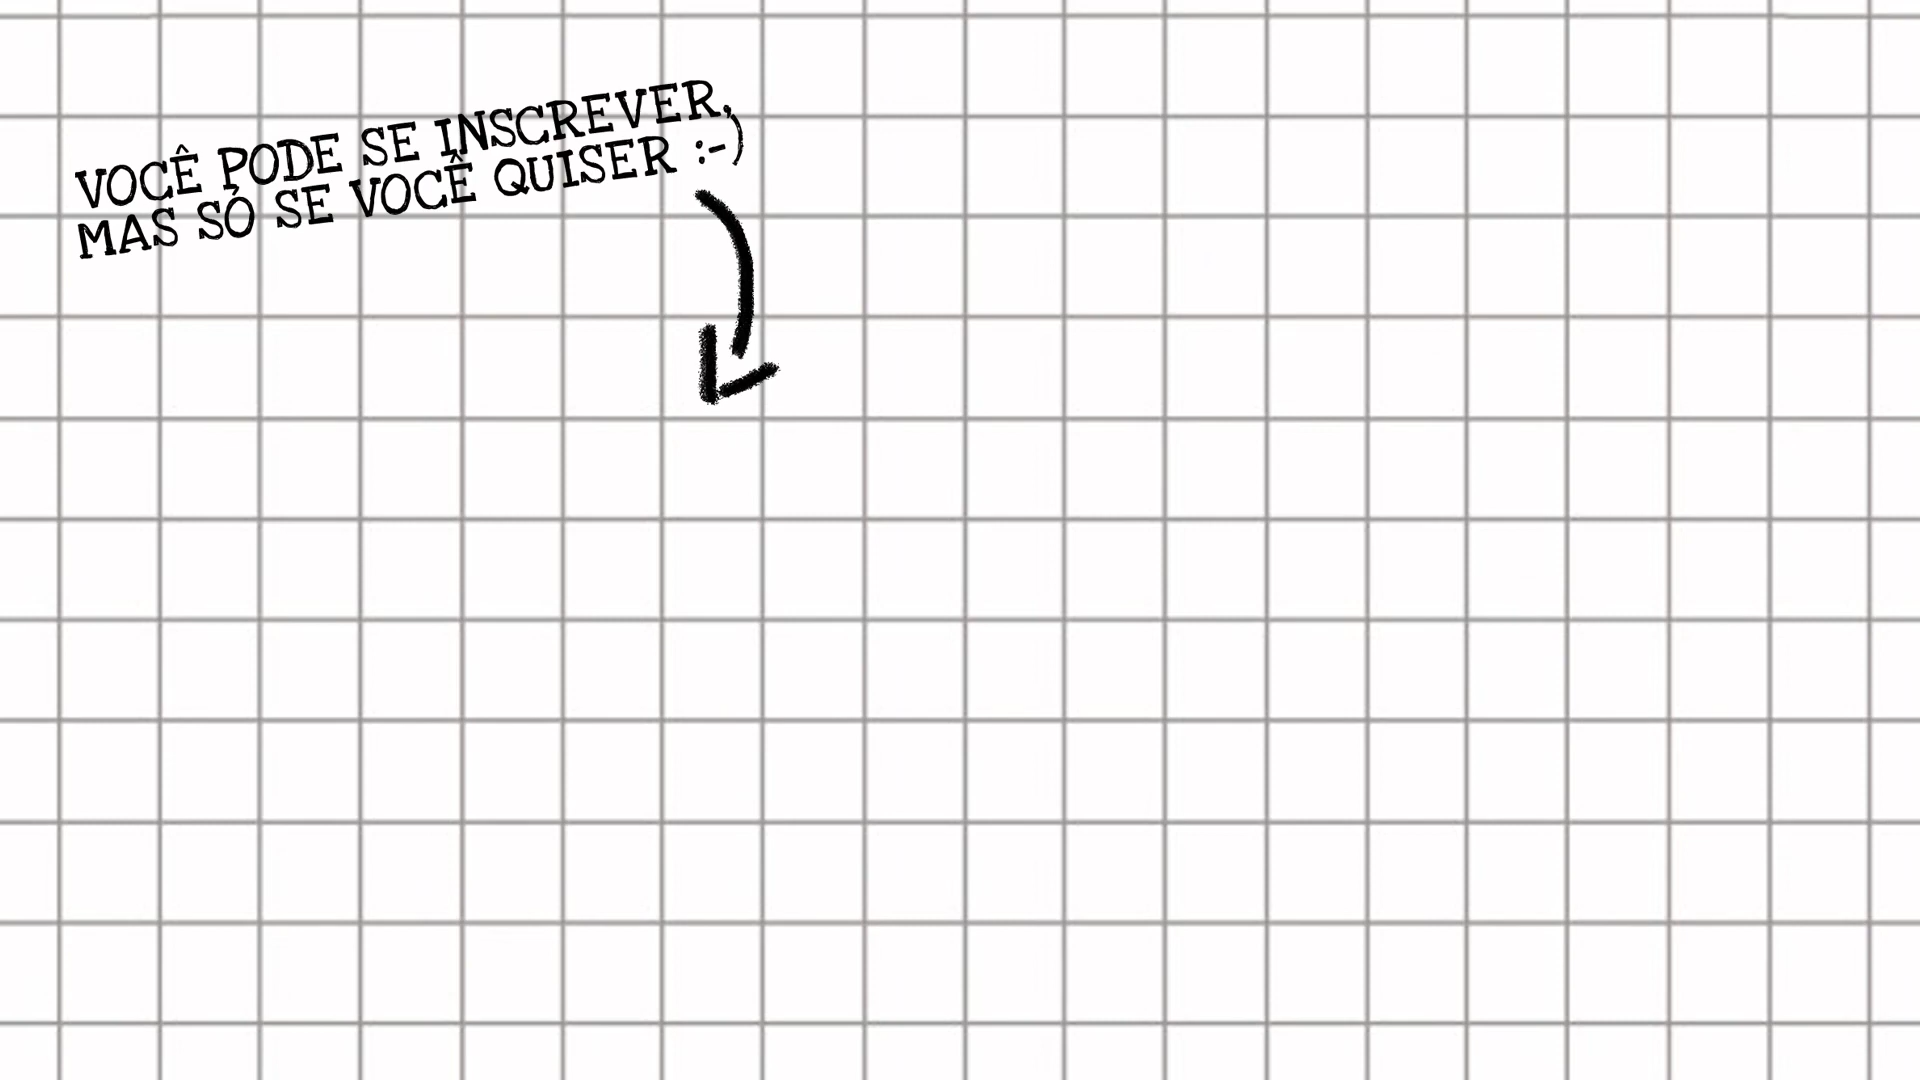 VOCÊ PODE SE INSCREVER,
MAS SÓ SE VOCÊ QUISER :-)